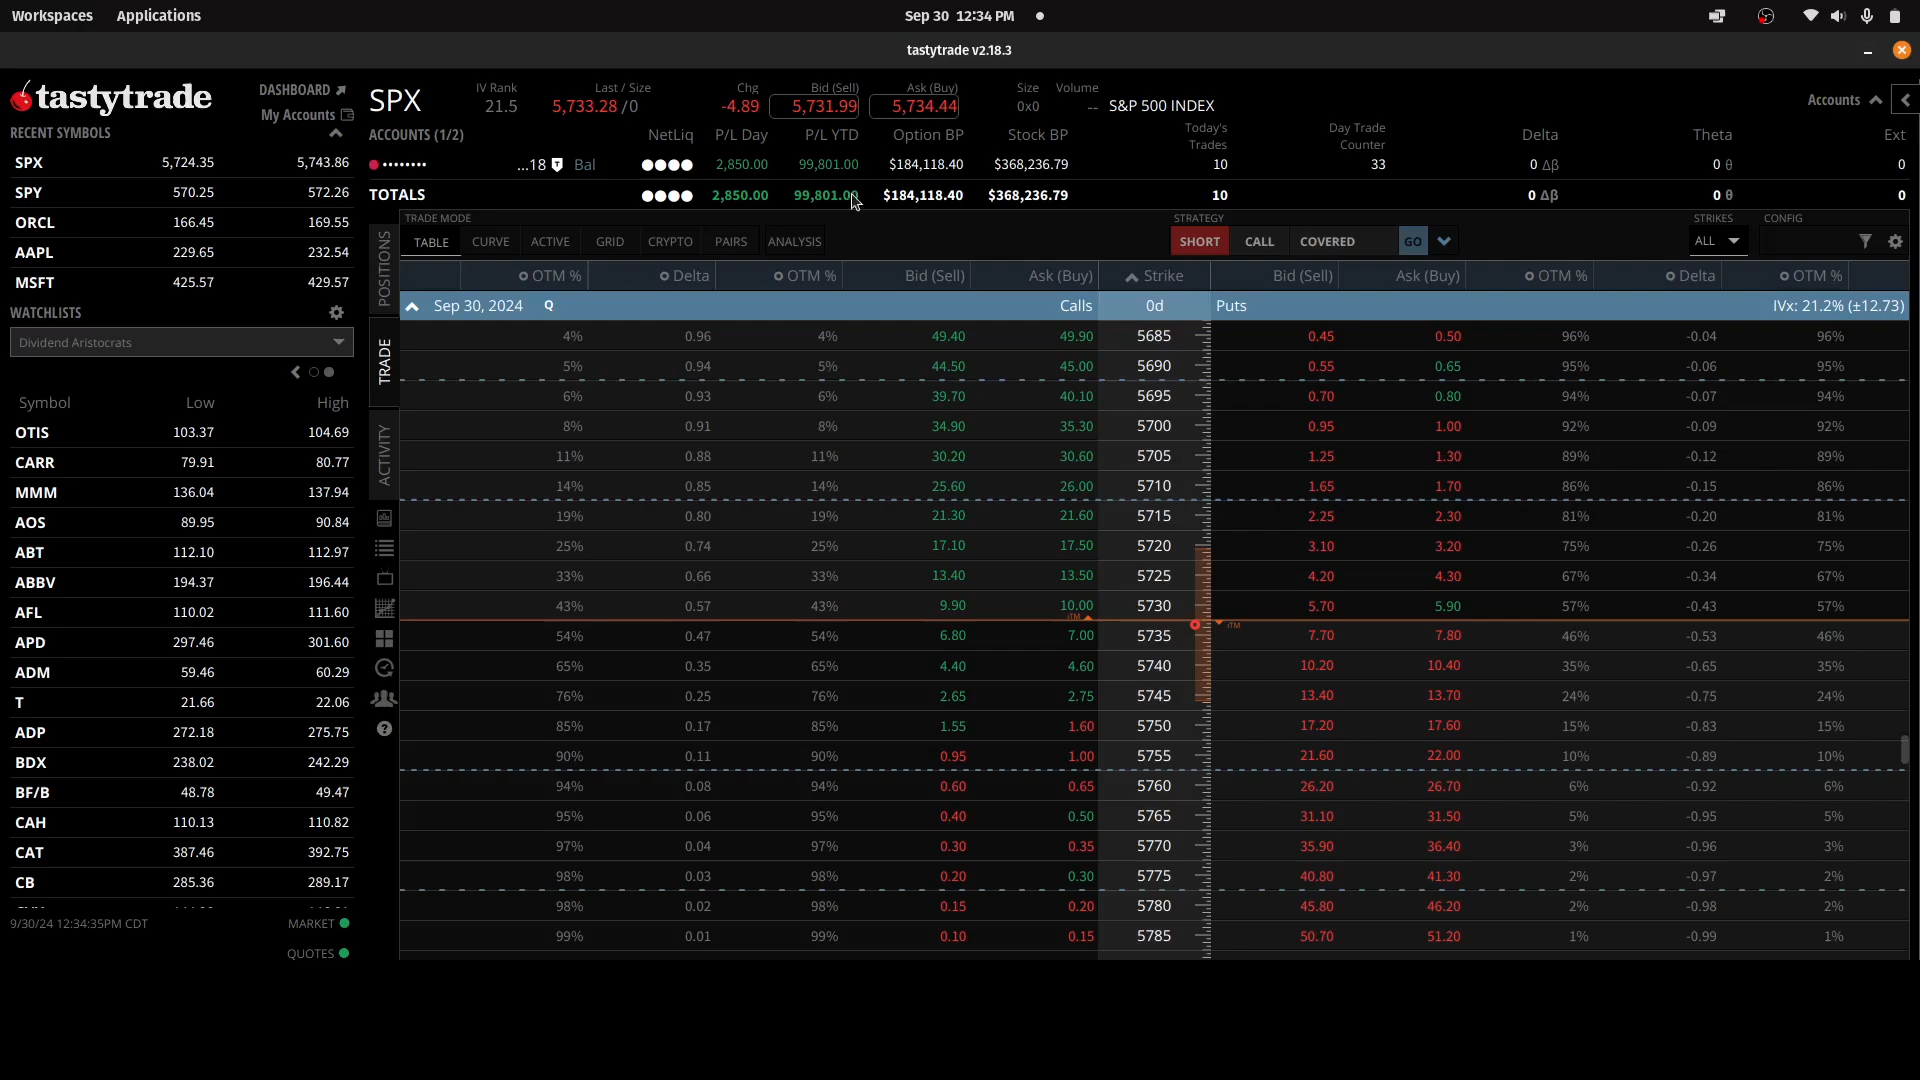 Workspaces Applications Sep 30 12:34 PM
tastytrade v2.18.3
tastytrade DASHBOARD
My Accounts
RECENT SYMBOLS
SPX 5,724.35 5,743.86
SPY 570.25 572.26
ORCL 166.45 169.55
AAPL 229.65 232.54
MSFT 425.57 429.57
WATCHLISTS
Dividend Aristocrats
Symbol Low High
OTIS 103.37 104.69
CARR 79.91 80.77
MMM 136.04 137.94
AOS 89.95 90.84
ABT 112.10 112.97
ABBV 194.37 196.44
AFL 110.02 111.60
APD 297.46 301.60
ADM 59.46 60.29
T 21.66 22.06
ADP 272.18 275.75
BDX 238.02 242.29
BF/B 48.78 49.47
CAH 110.13 110.82
CAT 387.46 392.75
CB 285.36 289.17
9/30/24 12:34:35PM CDT MARKET
QUOTES
SPX IV Rank Last / Size Chg Bid (Sell) Ask (Buy) Size Volume
21.5 5,733.28 /0 -4.89 5,731.99 5,734.44 0x0 -- S&P 500 INDEX Accounts
ACCOUNTS (1/2) NetLiq P/L Day P/L YTD Option BP Stock BP Today's Trades Day Trade Counter Delta Theta Ext
...18 Bal 2,850.00 99,801.00 $184,118.40 $368,236.79 10 33 0 Δβ 0 θ 0
TOTALS 2,850.00 99,801.00 $184,118.40 $368,236.79 10 0 Δβ 0 θ 0
POSITIONS
TRADE
ACTIVITY
TRADE MODE STRATEGY STRIKES CONFIG
TABLE CURVE ACTIVE GRID CRYPTO PAIRS ANALYSIS SHORT CALL COVERED GO ALL
OTM % Delta OTM % Bid (Sell) Ask (Buy) Strike Bid (Sell) Ask (Buy) OTM % Delta OTM %
Sep 30, 2024 Q Calls 0d Puts IVx: 21.2% (±12.73)
4% 0.96 4% 49.40 49.90 5685 0.45 0.50 96% -0.04 96%
5% 0.94 5% 44.50 45.00 5690 0.55 0.65 95% -0.06 95%
6% 0.93 6% 39.70 40.10 5695 0.70 0.80 94% -0.07 94%
8% 0.91 8% 34.90 35.30 5700 0.95 1.00 92% -0.09 92%
11% 0.88 11% 30.20 30.60 5705 1.25 1.30 89% -0.12 89%
14% 0.85 14% 25.60 26.00 5710 1.65 1.70 86% -0.15 86%
19% 0.80 19% 21.30 21.60 5715 2.25 2.30 81% -0.20 81%
25% 0.74 25% 17.10 17.50 5720 3.10 3.20 75% -0.26 75%
33% 0.66 33% 13.40 13.50 5725 4.20 4.30 67% -0.34 67%
43% 0.57 43% 9.90 10.00 5730 5.70 5.90 57% -0.43 57%
ITM ITM
54% 0.47 54% 6.80 7.00 5735 7.70 7.80 46% -0.53 46%
65% 0.35 65% 4.40 4.60 5740 10.20 10.40 35% -0.65 35%
76% 0.25 76% 2.65 2.75 5745 13.40 13.70 24% -0.75 24%
85% 0.17 85% 1.55 1.60 5750 17.20 17.60 15% -0.83 15%
90% 0.11 90% 0.95 1.00 5755 21.60 22.00 10% -0.89 10%
94% 0.08 94% 0.60 0.65 5760 26.20 26.70 6% -0.92 6%
95% 0.06 95% 0.40 0.50 5765 31.10 31.50 5% -0.95 5%
97% 0.04 97% 0.30 0.35 5770 35.90 36.40 3% -0.96 3%
98% 0.03 98% 0.20 0.30 5775 40.80 41.30 2% -0.97 2%
98% 0.02 98% 0.15 0.20 5780 45.80 46.20 2% -0.98 2%
99% 0.01 99% 0.10 0.15 5785 50.70 51.20 1% -0.99 1%